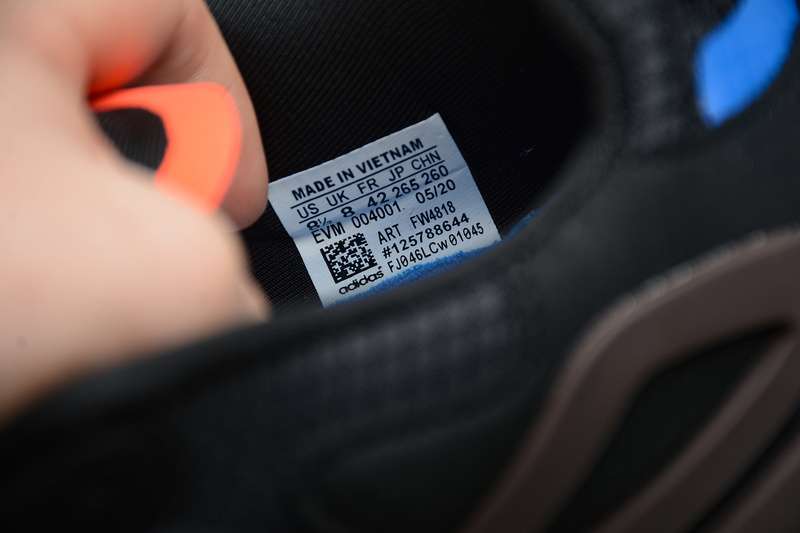 MADE IN VIETNAM
US UK FR JP CHN
8½ 8 42 265 260
EVM 004001 05/20
ART FW4818
#125788644
FJ046LCW01045
adidas